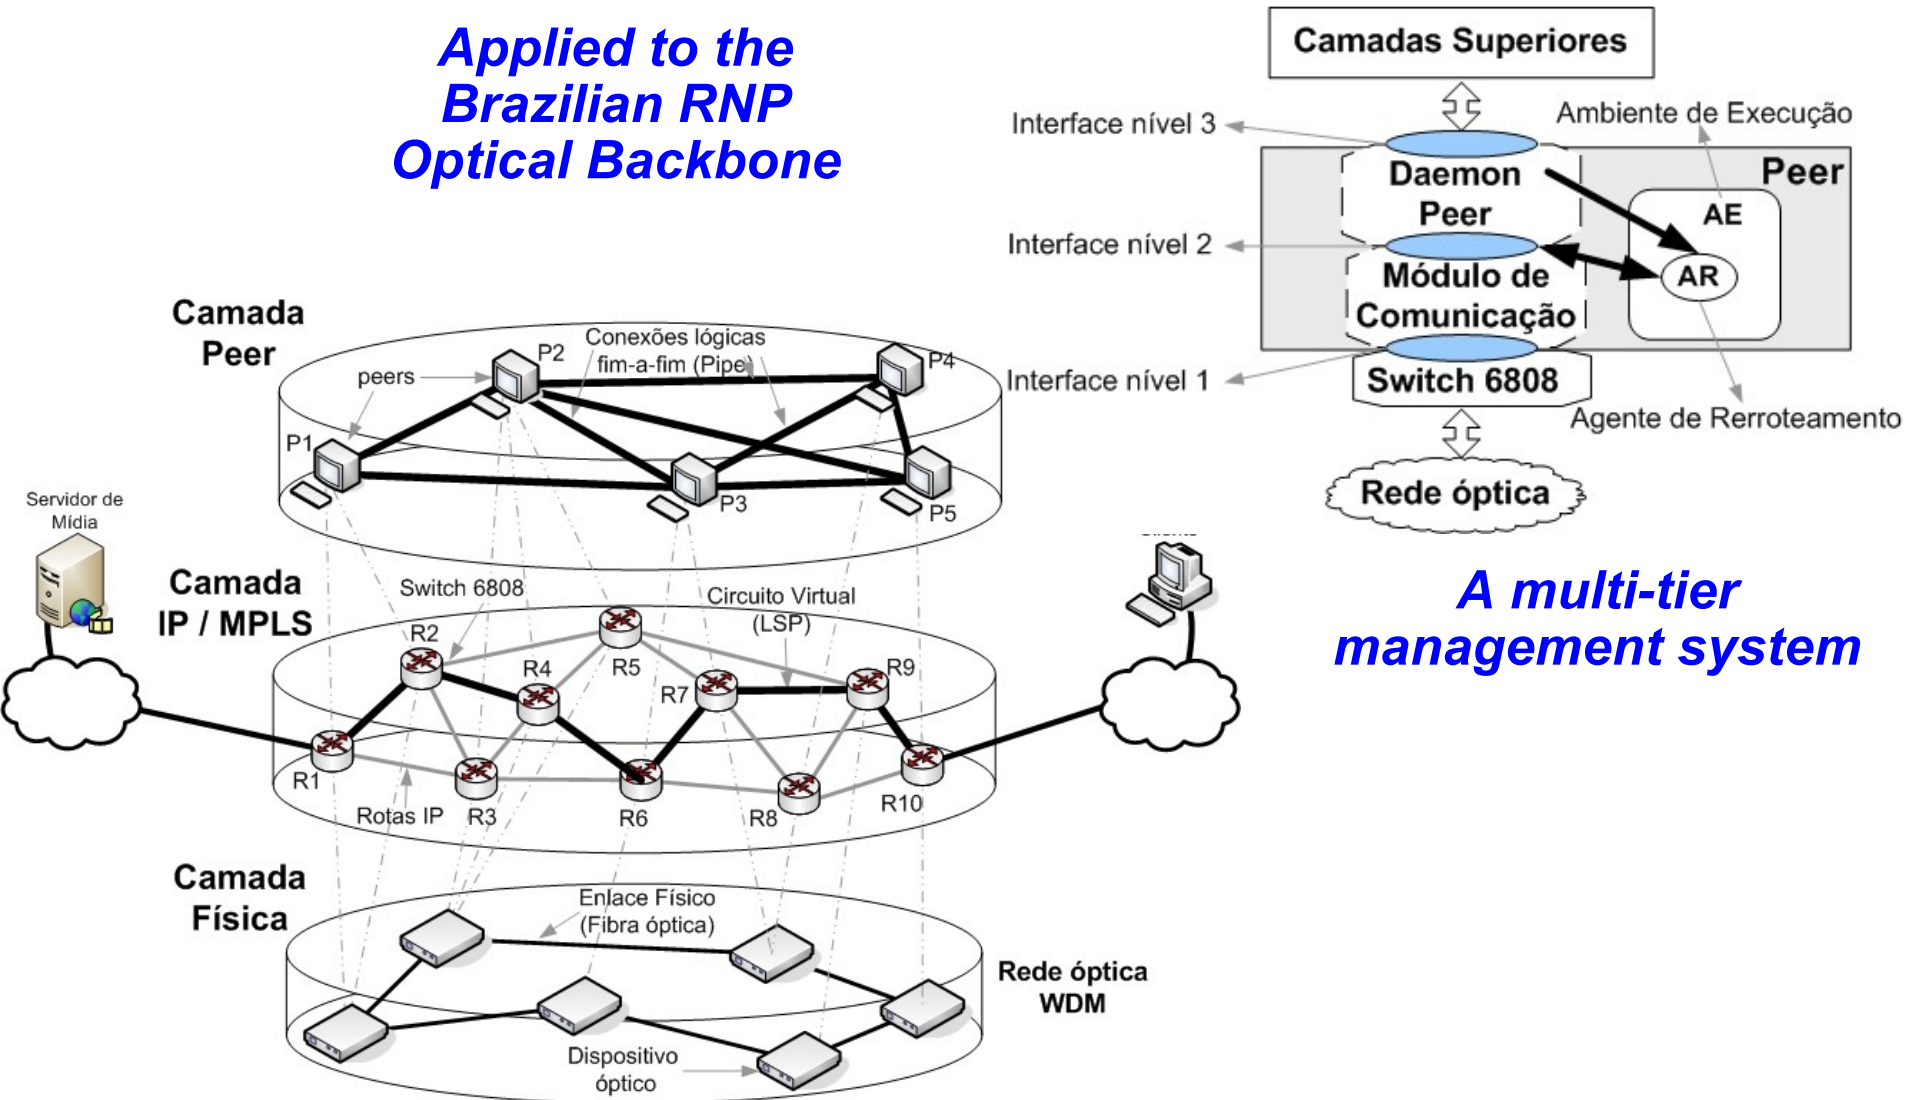 Applied to the
Brazilian RNP
Optical Backbone
Camadas Superiores
Interface nível 3
Ambiente de Execução
Peer
Daemon
Peer
AE
Interface nível 2
Módulo de
Comunicação
AR
Interface nível 1
Switch 6808
Agente de Rerroteamento
Rede óptica
A multi-tier
management system
Camada
Peer
Conexões lógicas
fim-a-fim (Pipe)
peers
P2
P4
P1
P3
P5
Servidor de
Mídia
Camada
IP / MPLS
Switch 6808
Circuito Virtual
(LSP)
R2
R5
R4
R7
R9
R1
R3
R6
R8
R10
Rotas IP
Camada
Física
Enlace Físico
(Fibra óptica)
Rede óptica
WDM
Dispositivo
óptico